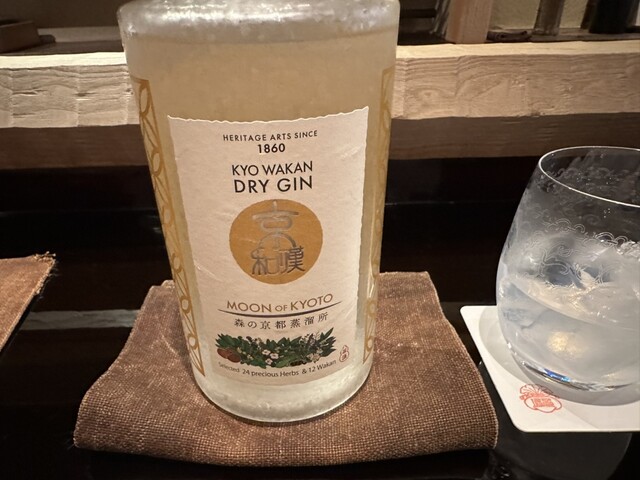 HERITAGE ARTS SINCE
1860
KYO WAKAN
DRY GIN
京
和漢
MOON OF KYOTO
森の京都蒸溜所
Selected 24 precious Herbs & 12 Wakan